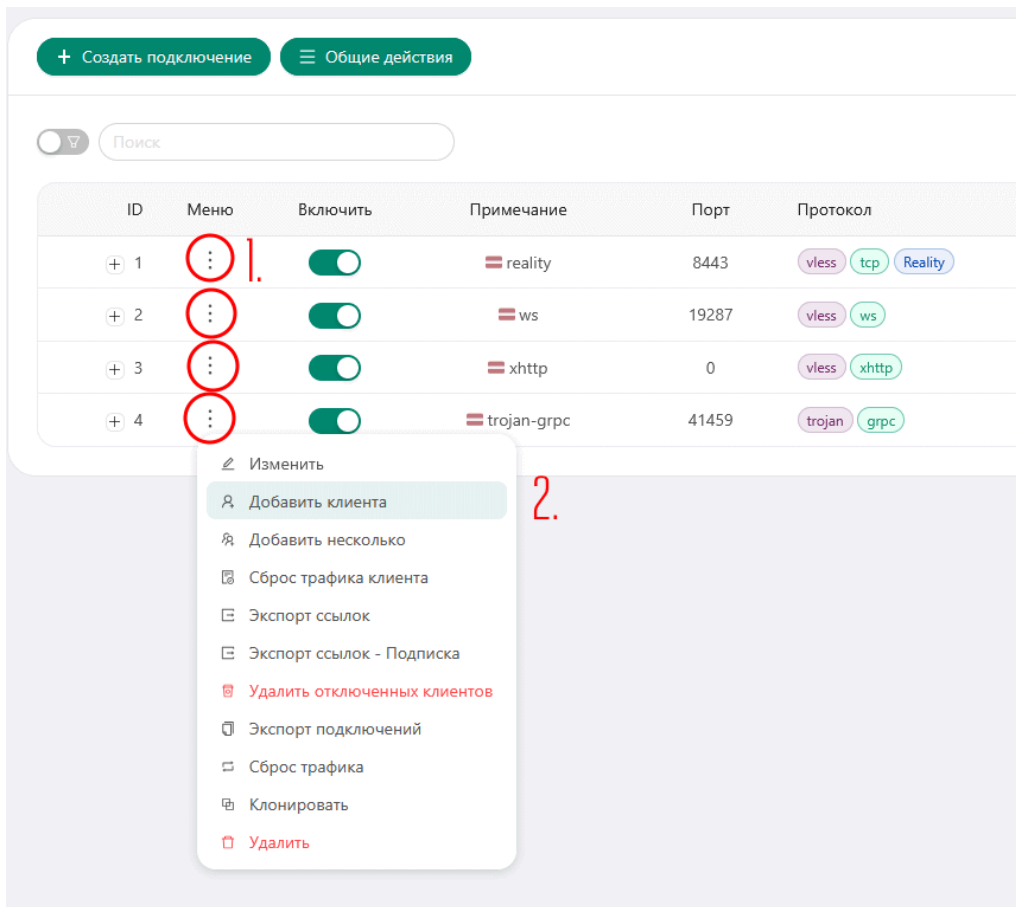 + Создать подключение Общие действия
Поиск
ID Меню Включить Примечание Порт Протокол
1 1. reality 8443 vless tcp Reality
2 ws 19287 vless ws
3 xhttp 0 vless xhttp
4 trojan-grpc 41459 trojan grpc
Изменить
Добавить клиента 2.
Добавить несколько
Сброс трафика клиента
Экспорт ссылок
Экспорт ссылок - Подписка
Удалить отключенных клиентов
Экспорт подключений
Сброс трафика
Клонировать
Удалить